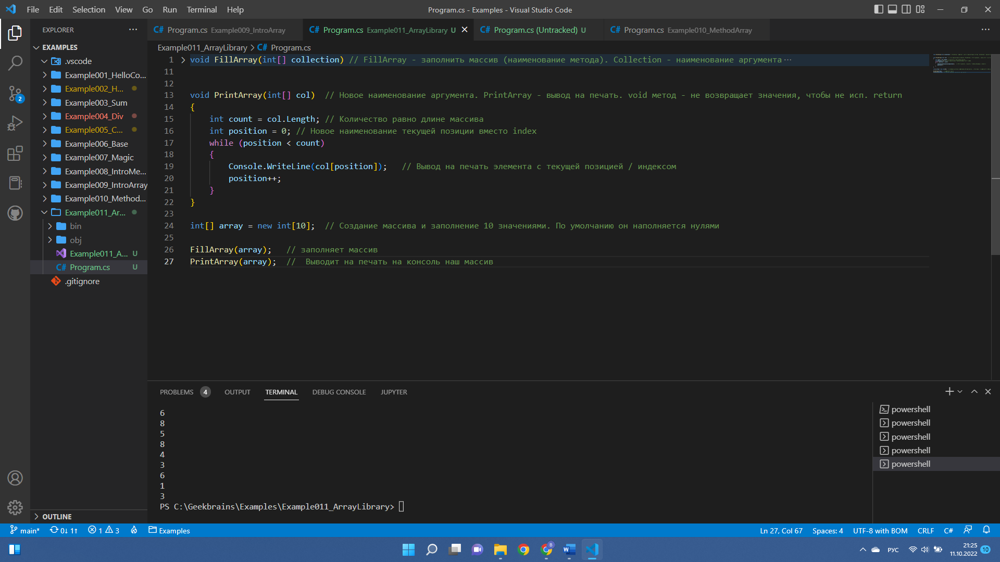 File Edit Selection View Go Run Terminal Help
Program.cs - Examples - Visual Studio Code
EXPLORER
C# Program.cs Example009_IntroArray
C# Program.cs Example011_ArrayLibrary U
C# Program.cs (Untracked) U
C# Program.cs Example010_MethodArray
Example011_ArrayLibrary > C# Program.cs
EXAMPLES
.vscode
Example001_HelloCo...
Example002_H...
Example003_Sum
Example004_Div
Example005_C...
Example006_Base
Example007_Magic
Example008_IntroMe...
Example009_IntroArray
Example010_Method...
Example011_Ar...
bin
obj
Example011_A... U
C# Program.cs U
.gitignore
OUTLINE
2
1 void FillArray(int[] collection) // FillArray - заполнить массив (наименование метода). Collection - наименование аргумента ...
11
12
13 void PrintArray(int[] col) // Новое наименование аргумента. PrintArray - вывод на печать. void метод - не возвращает значения, чтобы не исп. return
14 {
15 int count = col.Length; // Количество равно длине массива
16 int position = 0; // Новое наименование текущей позиции вместо index
17 while (position < count)
18 {
19 Console.WriteLine(col[position]); // Вывод на печать элемента с текущей позицией / индексом
20 position++;
21 }
22 }
23
24 int[] array = new int[10]; // Создание массива и заполнение 10 значениями. По умолчанию он наполняется нулями
25
26 FillArray(array); // заполняет массив
27 PrintArray(array); // Выводит на печать на консоль наш массив
PROBLEMS 4 OUTPUT TERMINAL DEBUG CONSOLE JUPYTER
6
8
5
8
4
3
6
1
3
PS C:\Geekbrains\Examples\Example011_ArrayLibrary>
powershell
powershell
powershell
powershell
powershell
main* 0↓ 1↑ 1 3 Examples
Ln 27, Col 67 Spaces: 4 UTF-8 with BOM CRLF C#
B
W
РУС
21:25
11.10.2022
10